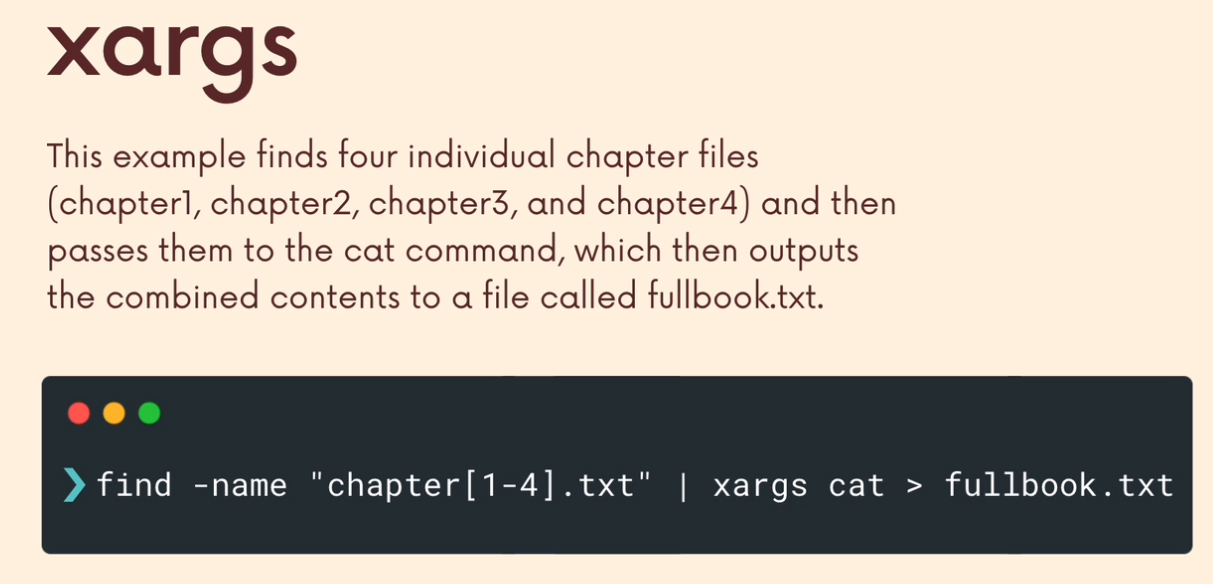 xargs
This example finds four individual chapter files
(chapter1, chapter2, chapter3, and chapter4) and then
passes them to the cat command, which then outputs
the combined contents to a file called fullbook.txt.
❯ find -name "chapter[1-4].txt" | xargs cat > fullbook.txt